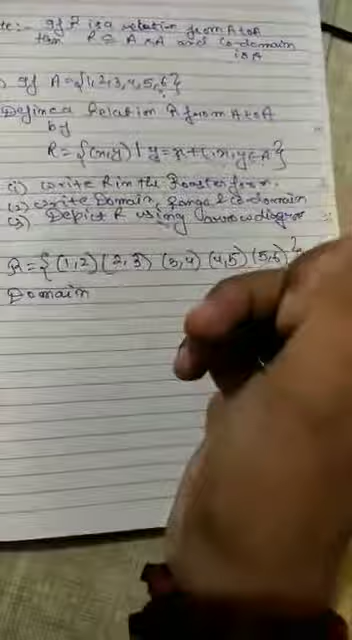 te:- If R is a relation from A to A
then R ⊆ A×A and co-domain
is A
If A = {1,2,3,4,5,6}
Define a Relation R from A to A
by
R = {(x,y) | y = x+1, x,y ∈ A}
(i) write R in the Roaster form.
(2) write Domain, Range & Co-domain
(3) Depict R using arrow diagram
R = { (1,2) (2,3) (3,4) (4,5) (5,6) }
Domain